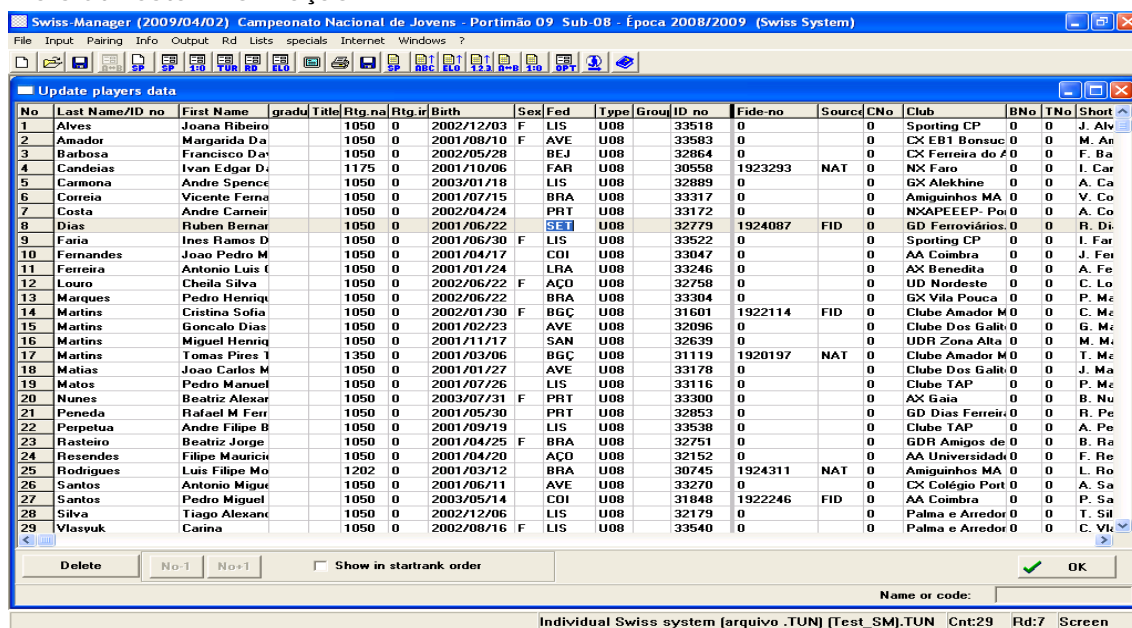 Swiss-Manager (2009/04/02) Campeonato Nacional de Jovens - Portimão 09 Sub-08 - Época 2008/2009 (Swiss System)
File Input Pairing Info Output Rd Lists specials Internet Windows ?
Update players data
No Last Name/ID no First Name gradu Title Rtg.na Rtg.ir Birth Sex Fed Type Grou ID no Fide-no Source CNo Club BNo TNo Short
1 Alves Joana Ribeiro 1050 0 2002/12/03 F LIS U08 33518 0 0 Sporting CP 0 0 J. Alv
2 Amador Margarida Da 1050 0 2001/08/10 F AVE U08 33583 0 0 CX EB1 Bonsuc 0 0 M. Am
3 Barbosa Francisco Da 1050 0 2002/05/28 BEJ U08 32864 0 0 CX Ferreira do A 0 0 F. Ba
4 Candeias Ivan Edgar Da 1175 0 2001/10/06 FAR U08 30558 1923293 NAT 0 NX Faro 0 0 I. Car
5 Carmona Andre Spence 1050 0 2003/01/18 LIS U08 32889 0 0 GX Alekhine 0 0 A. Ca
6 Correia Vicente Ferna 1050 0 2001/07/15 BRA U08 33317 0 0 Amiguinhos MA 0 0 V. Co
7 Costa Andre Carneir 1050 0 2002/04/24 PRT U08 33172 0 0 NXAPEEEP- Poi 0 0 A. Co
8 Dias Ruben Bernar 1050 0 2001/06/22 SET U08 32779 1924087 FID 0 GD Ferroviários. 0 0 R. Di
9 Faria Ines Ramos D 1050 0 2001/06/30 F LIS U08 33522 0 0 Sporting CP 0 0 I. Far
10 Fernandes Joao Pedro M 1050 0 2001/04/17 COI U08 33047 0 0 AA Coimbra 0 0 J. Fer
11 Ferreira Antonio Luis 1050 0 2001/01/24 LRA U08 33246 0 0 AX Benedita 0 0 A. Fe
12 Louro Cheila Silva 1050 0 2002/06/22 F AÇO U08 32758 0 0 UD Nordeste 0 0 C. Lo
13 Marques Pedro Henriqu 1050 0 2002/06/22 BRA U08 33304 0 0 GX Vila Pouca 0 0 P. Ma
14 Martins Cristina Sofia 1050 0 2002/01/30 F BGÇ U08 31601 1922114 FID 0 Clube Amador M 0 0 C. Ma
15 Martins Goncalo Dias 1050 0 2001/02/23 AVE U08 32096 0 0 Clube Dos Galit 0 0 G. Ma
16 Martins Miguel Henriq 1050 0 2001/11/17 SAN U08 32639 0 0 UDR Zona Alta 0 0 M. Ma
17 Martins Tomas Pires 1350 0 2001/03/06 BGÇ U08 31119 1920197 NAT 0 Clube Amador M 0 0 T. Ma
18 Matias Joao Carlos M 1050 0 2001/01/27 AVE U08 33178 0 0 Clube Dos Galit 0 0 J. Ma
19 Matos Pedro Manuel 1050 0 2001/07/26 LIS U08 33116 0 0 Clube TAP 0 0 P. Ma
20 Nunes Beatriz Alexar 1050 0 2003/07/31 F PRT U08 33300 0 0 AX Gaia 0 0 B. Nu
21 Peneda Rafael M Ferr 1050 0 2001/05/30 PRT U08 32853 0 0 GD Dias Ferreir 0 0 R. Pe
22 Perpetua Andre Filipe B 1050 0 2001/09/19 LIS U08 33538 0 0 Clube TAP 0 0 A. Pe
23 Rasteiro Beatriz Jorge 1050 0 2001/04/25 F BRA U08 32751 0 0 GDR Amigos de 0 0 B. Ra
24 Resendes Filipe Maurici 1050 0 2001/04/20 AÇO U08 32152 0 0 AA Universidad 0 0 F. Re
25 Rodrigues Luis Filipe Mo 1202 0 2001/03/12 BRA U08 30745 1924311 NAT 0 Amiguinhos MA 0 0 L. Ro
26 Santos Antonio Migue 1050 0 2001/06/11 AVE U08 33270 0 0 CX Colégio Port 0 0 A. Sa
27 Santos Pedro Miguel 1050 0 2003/05/14 COI U08 31848 1922246 FID 0 AA Coimbra 0 0 P. Sa
28 Silva Tiago Alexand 1050 0 2002/12/06 LIS U08 32179 0 0 Palma e Arredor 0 0 T. Sil
29 Vlasyuk Carina 1050 0 2002/08/16 F LIS U08 33540 0 0 Palma e Arredor 0 0 C. Vla
Delete No-1 No+1 Show in startrank order OK
Name or code:
Individual Swiss system (arquivo .TUN) (Test_SM).TUN Cnt:29 Rd:7 Screen